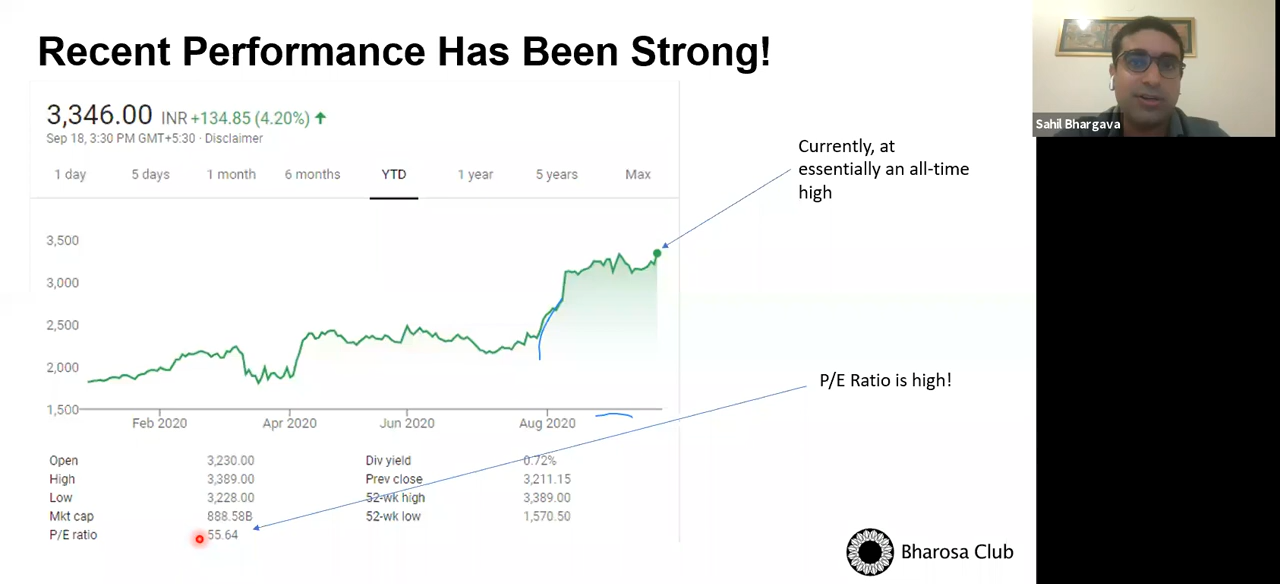 Recent Performance Has Been Strong!
Sahil Bhargava
3,346.00 INR +134.85 (4.20%) ↑
Sep 18, 3:30 PM GMT+5:30 · Disclaimer
1 day 5 days 1 month 6 months YTD 1 year 5 years Max
Currently, at
essentially an all-time
high
3,500
3,000
2,500
2,000
1,500
Feb 2020 Apr 2020 Jun 2020 Aug 2020
P/E Ratio is high!
Open 3,230.00 Div yield 0.72%
High 3,389.00 Prev close 3,211.15
Low 3,228.00 52-wk high 3,389.00
Mkt cap 888.58B 52-wk low 1,570.50
P/E ratio 55.64
Bharosa Club